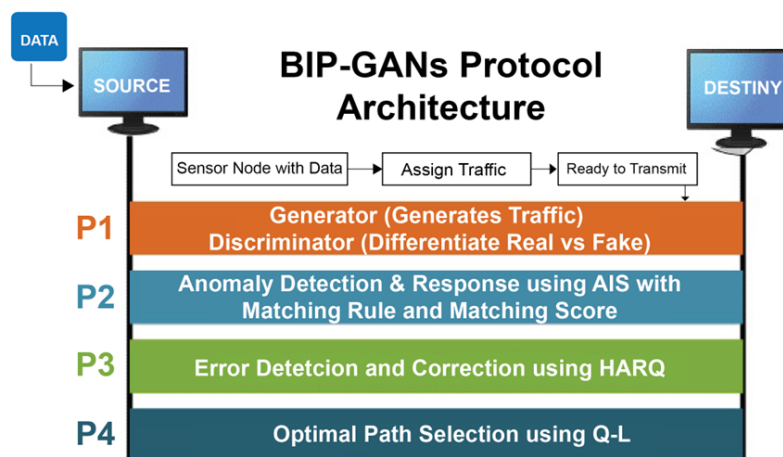 DATA
SOURCE
BIP-GANs Protocol
Architecture
DESTINY
Sensor Node with Data
Assign Traffic
Ready to Transmit
P1
Generator (Generates Traffic)
Discriminator (Differentiate Real vs Fake)
P2
Anomaly Detection & Response using AIS with
Matching Rule and Matching Score
P3
Error Detetcion and Correction using HARQ
P4
Optimal Path Selection using Q-L